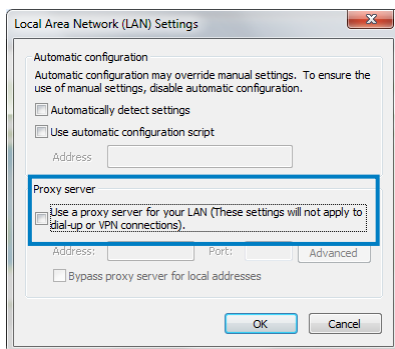 Local Area Network (LAN) Settings
Automatic configuration
Automatic configuration may override manual settings. To ensure the
use of manual settings, disable automatic configuration.
Automatically detect settings
Use automatic configuration script
Address
Proxy server
Use a proxy server for your LAN (These settings will not apply to
dial-up or VPN connections).
Address:
Port:
Advanced
Bypass proxy server for local addresses
OK
Cancel